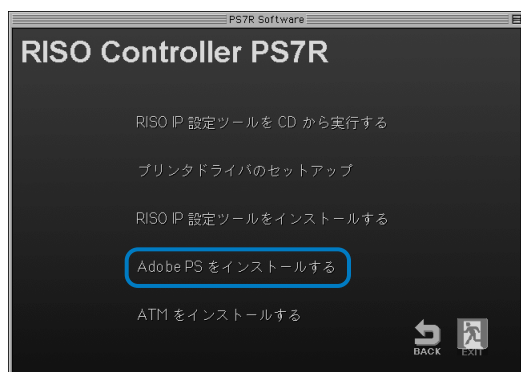 PS7R Software
RISO Controller PS7R
RISO IP 設定ツールを CD から実行する
プリンタドライバのセットアップ
RISO IP 設定ツールをインストールする
Adobe PS をインストールする
ATM をインストールする
BACK
EXIT